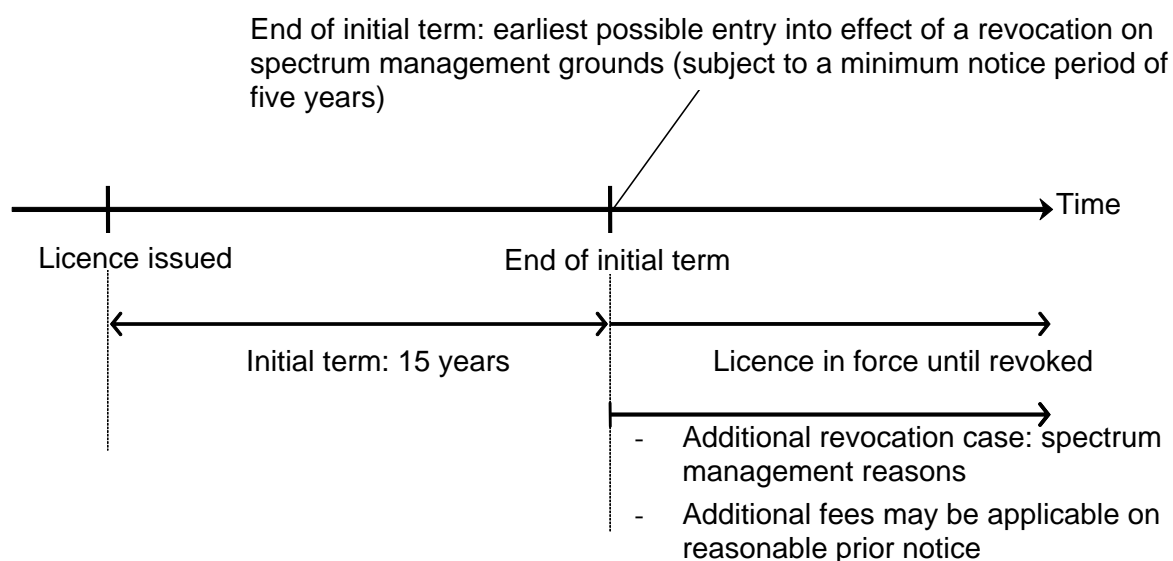 End of initial term: earliest possible entry into effect of a revocation on
spectrum management grounds (subject to a minimum notice period of
five years)
Time
Licence issued
End of initial term
Initial term: 15 years
Licence in force until revoked
- Additional revocation case: spectrum
management reasons
- Additional fees may be applicable on
reasonable prior notice